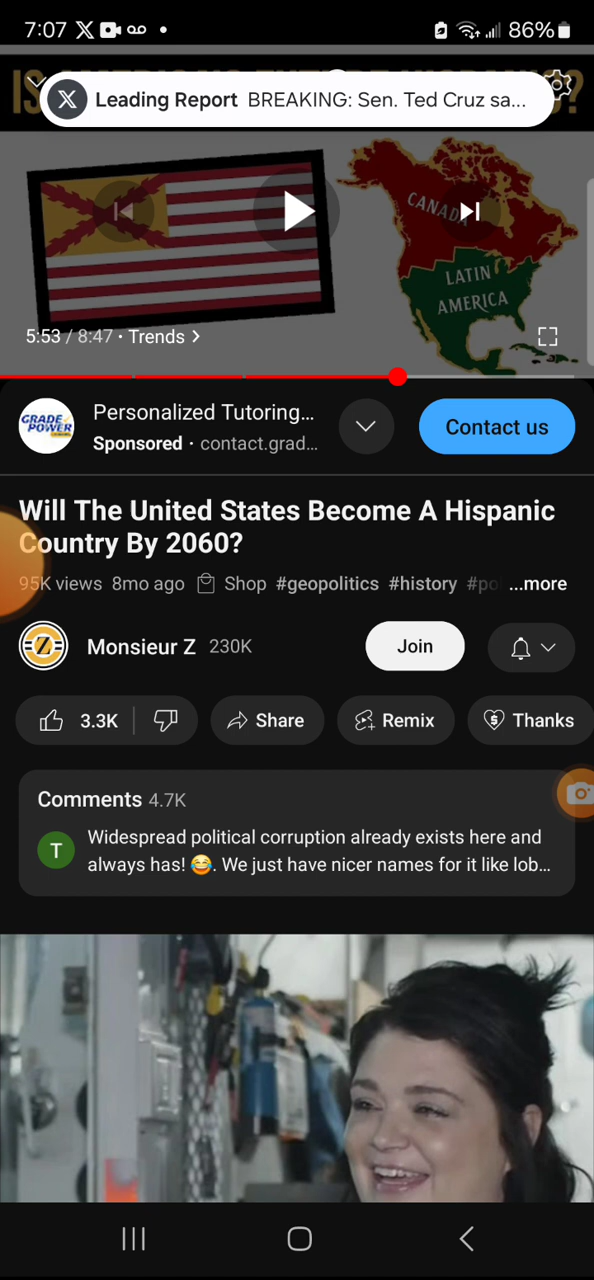 7:07 86%
Leading Report BREAKING: Sen. Ted Cruz sa...
IS ?
CANADA
LATIN
AMERICA
5:53 / 8:47 · Trends >
GRADE
POWER
Personalized Tutoring...
Sponsored · contact.grad...
Contact us
Will The United States Become A Hispanic
Country By 2060?
95K views 8mo ago Shop #geopolitics #history #po ...more
Z
Monsieur Z 230K
Join
3.3K Share Remix Thanks
Comments 4.7K
T
Widespread political corruption already exists here and
always has! 😂. We just have nicer names for it like lob...